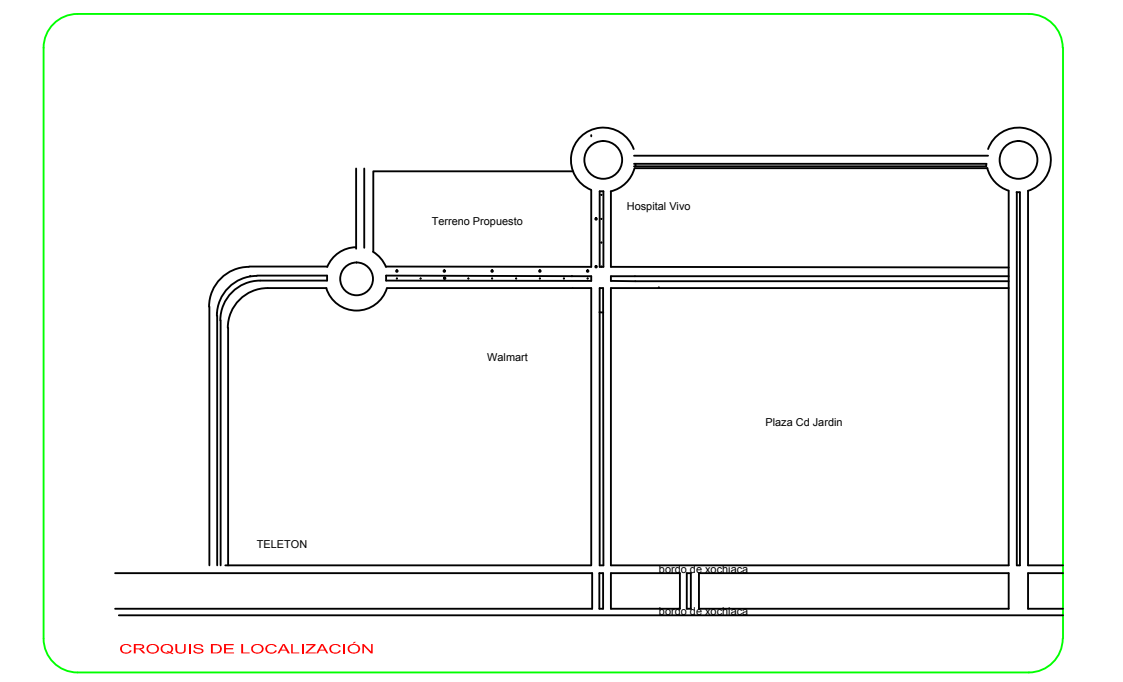 Hospital Vivo
Terreno Propuesto
Walmart
Plaza Cd Jardin
TELETON
bordo de xochiaca
bordo de xochiaca
CROQUIS DE LOCALIZACIÓN